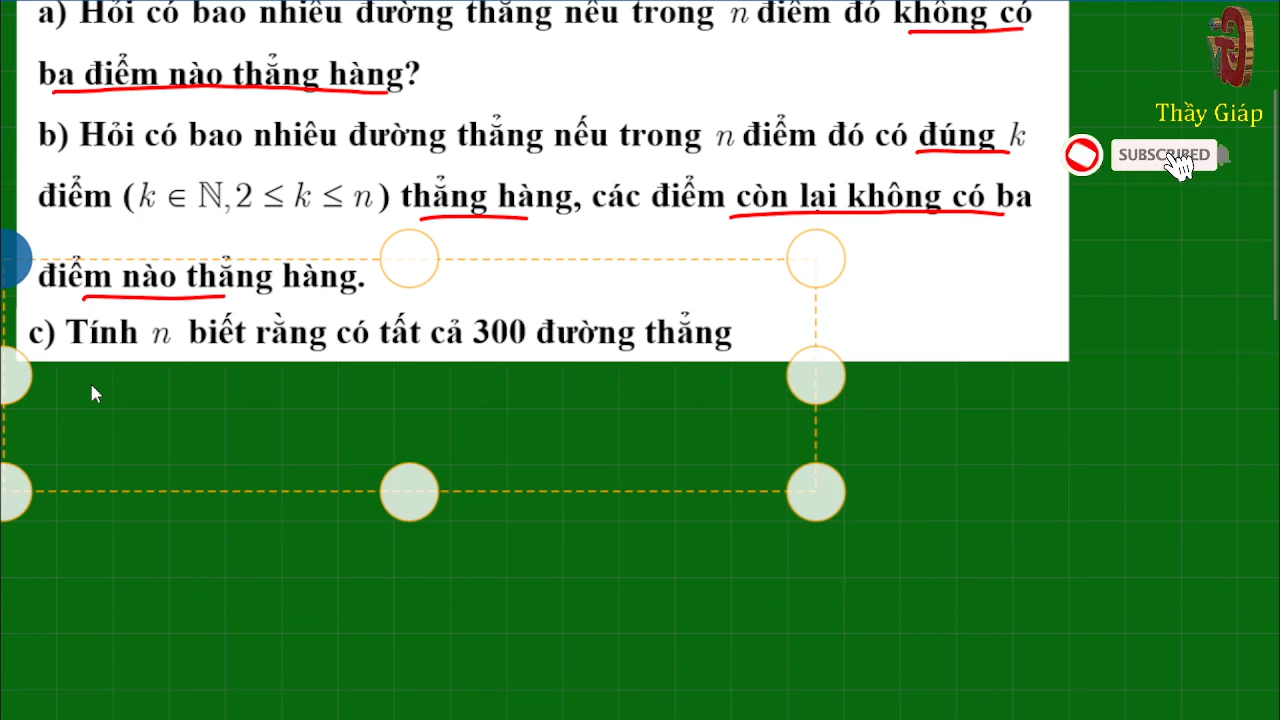 a) Hỏi có bao nhiêu đường thẳng nếu trong n điểm đó không có
ba điểm nào thẳng hàng?
b) Hỏi có bao nhiêu đường thẳng nếu trong n điểm đó có đúng k
điểm (k ∈ ℕ, 2 ≤ k ≤ n) thẳng hàng, các điểm còn lại không có ba
điểm nào thẳng hàng.
c) Tính n biết rằng có tất cả 300 đường thẳng
Thầy Giáp
SUBSCRIBED